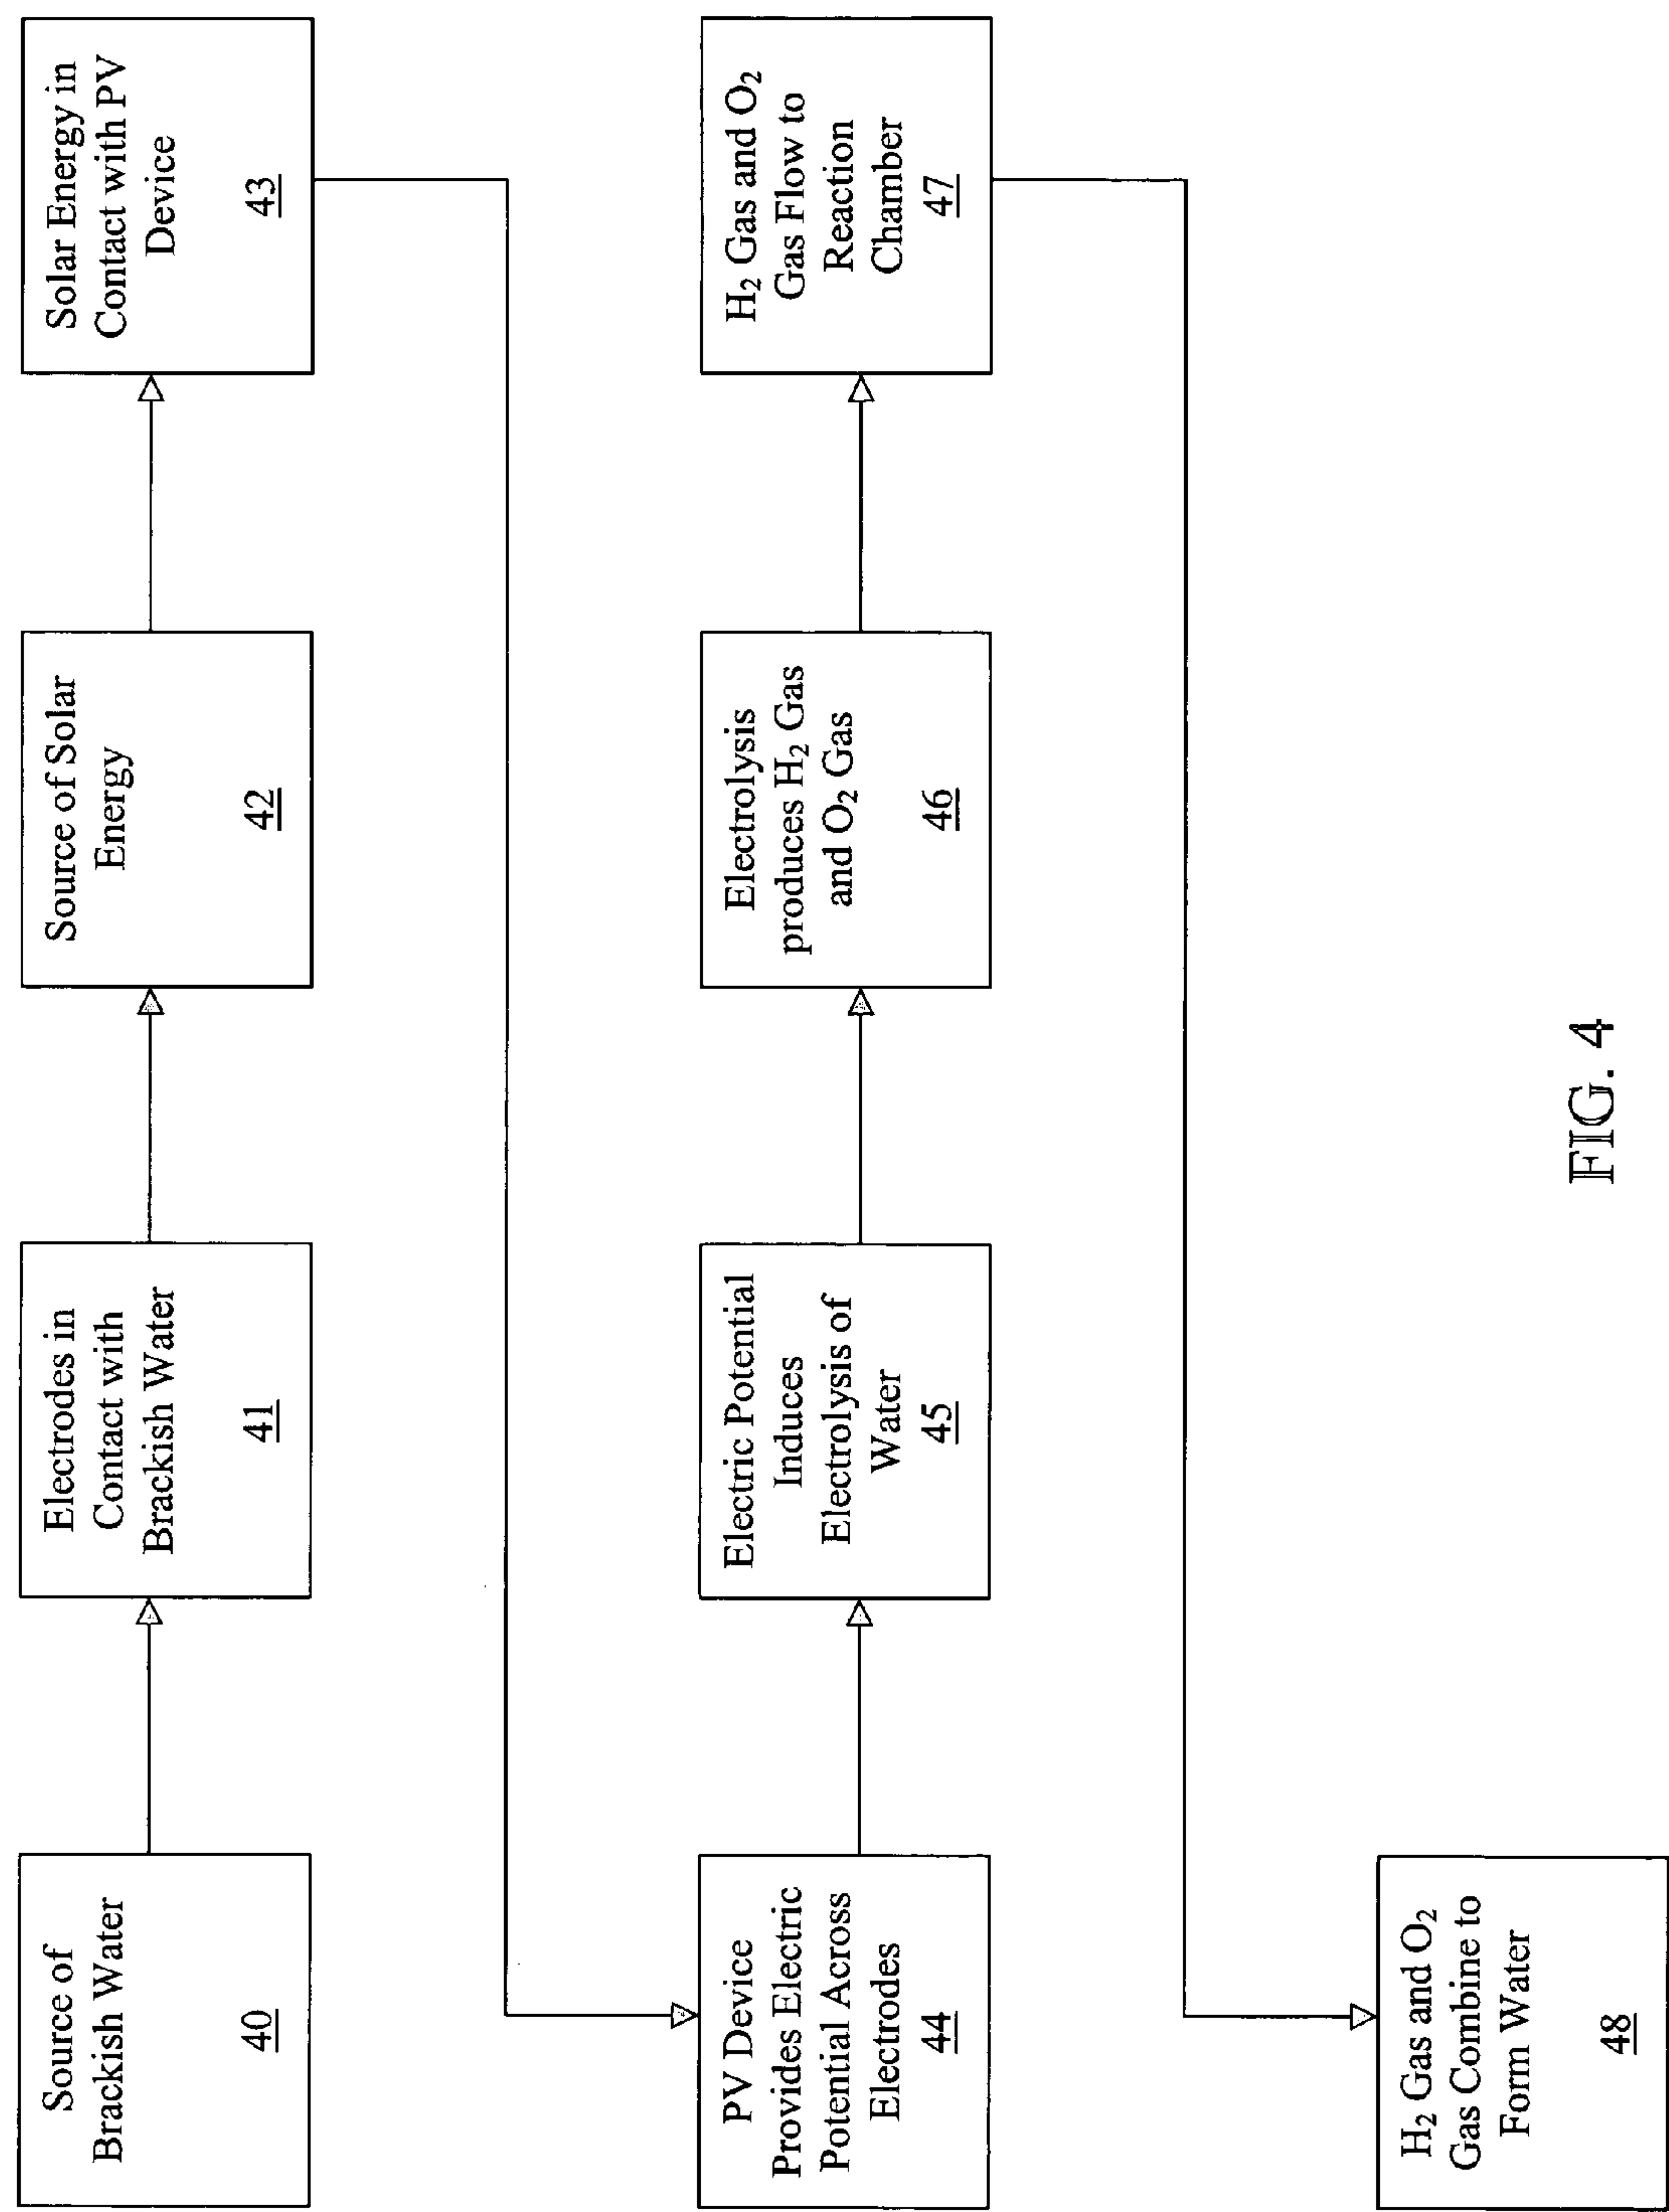 Source of
Brackish Water
40
Electrodes in
Contact with
Brackish Water
41
Source of Solar
Energy
42
Solar Energy in
Contact with PV
Device
43
PV Device
Provides Electric
Potential Across
Electrodes
44
Electric Potential
Induces
Electrolysis of
Water
45
Electrolysis
produces H₂ Gas
and O₂ Gas
46
H₂ Gas and O₂
Gas Flow to
Reaction
Chamber
47
H₂ Gas and O₂
Gas Combine to
Form Water
48
FIG. 4